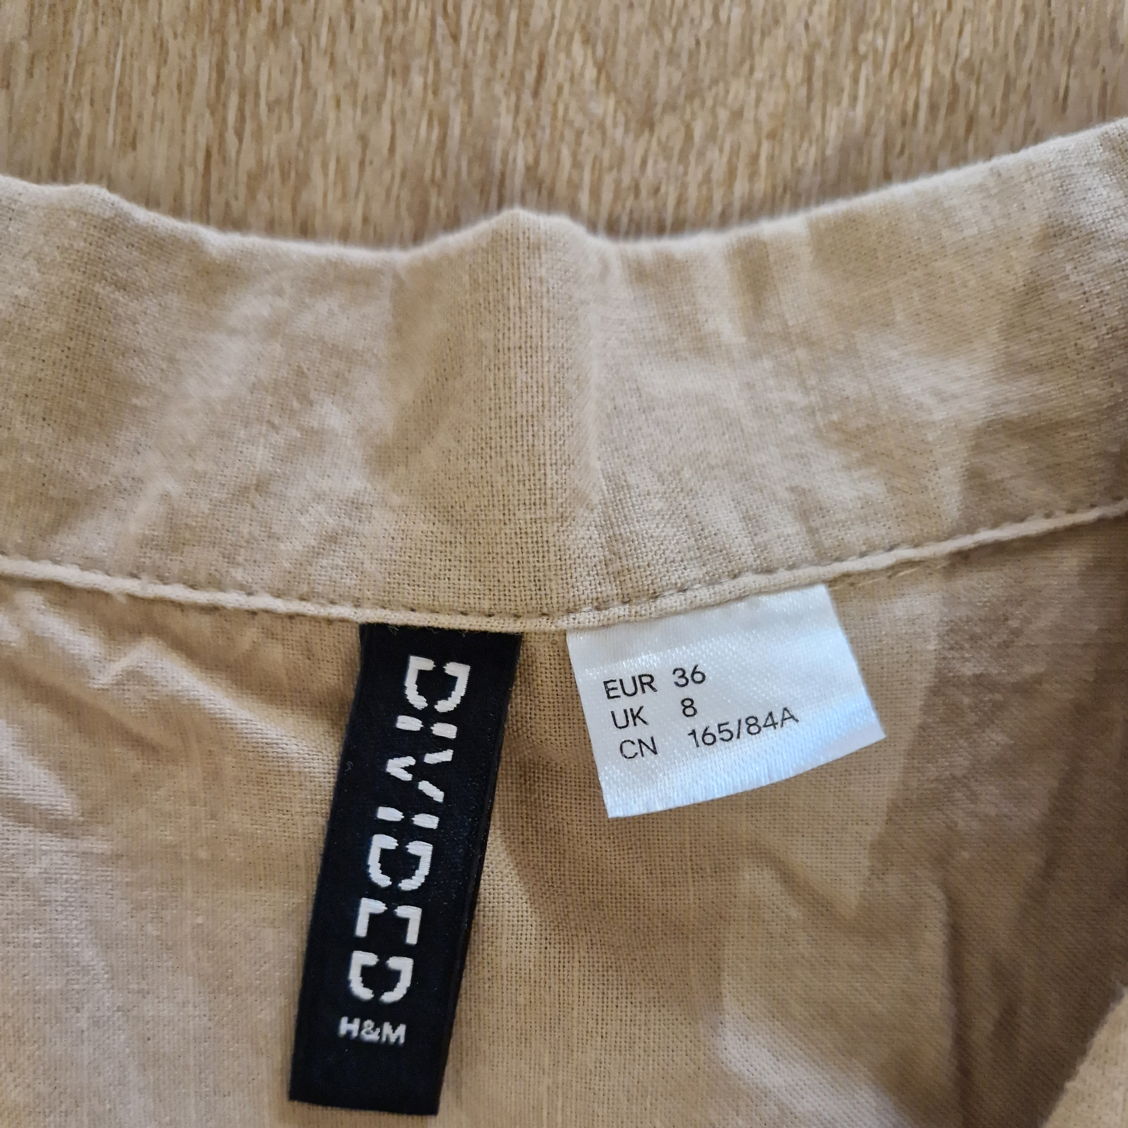 DIVIDED
H&M
EUR 36
UK 8
CN 165/84A